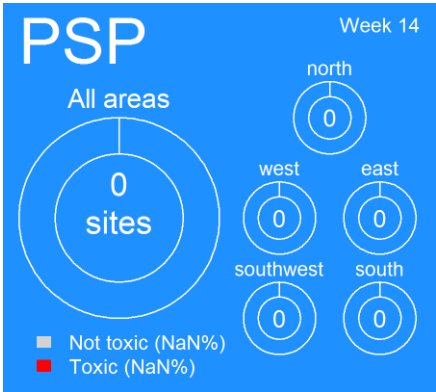 PSP
Week 14
All areas
0
sites
north
0
west
0
east
0
southwest
0
south
0
Not toxic (NaN%)
Toxic (NaN%)